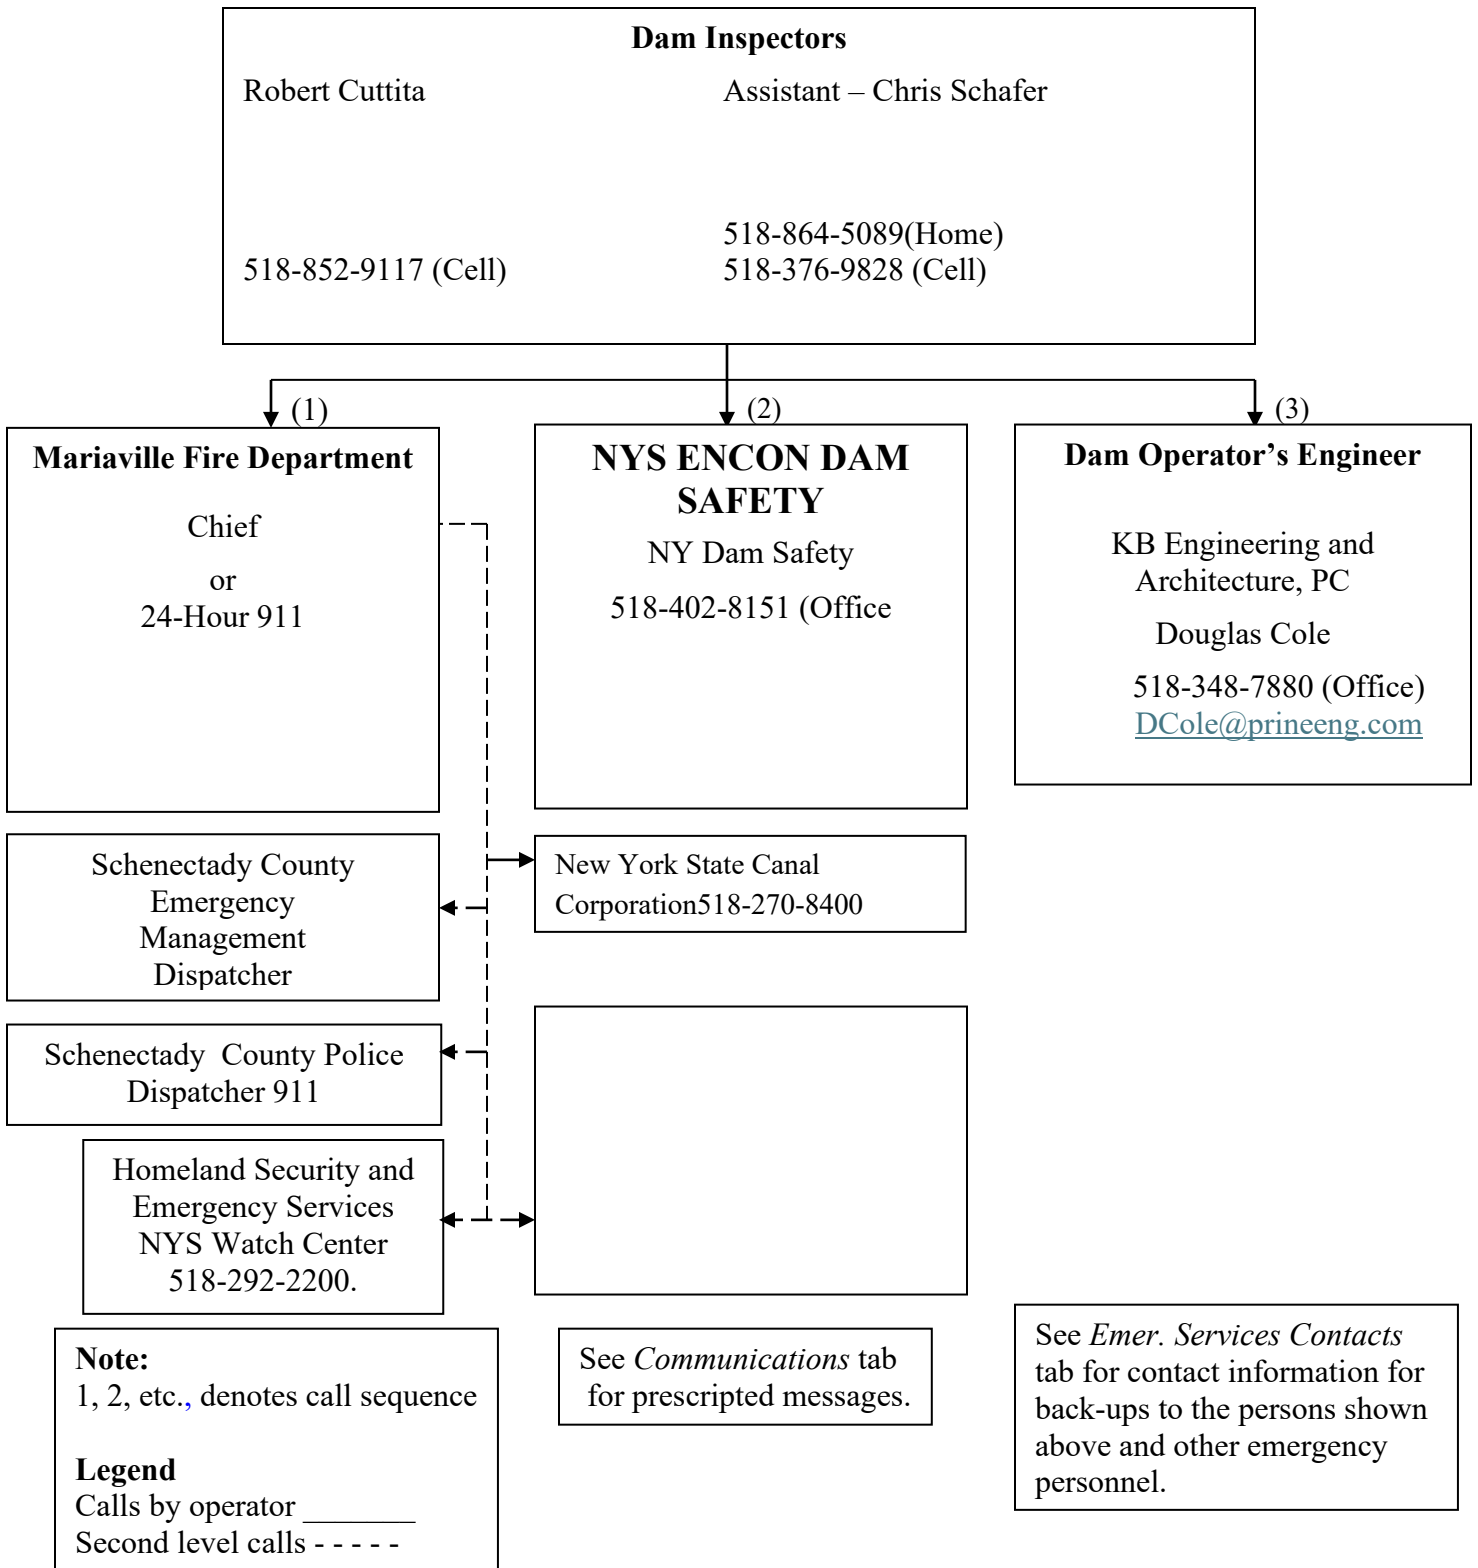 Dam Inspectors
Robert Cuttita
Assistant – Chris Schafer
518-864-5089(Home)
518-852-9117 (Cell)
518-376-9828 (Cell)
(1)
(2)
(3)
Mariaville Fire Department
Chief
or
24-Hour 911
NYS ENCON DAM
SAFETY
NY Dam Safety
518-402-8151 (Office
Dam Operator’s Engineer
KB Engineering and
Architecture, PC
Douglas Cole
518-348-7880 (Office)
DCole@prineeng.com
Schenectady County
Emergency
Management
Dispatcher
New York State Canal
Corporation518-270-8400
Schenectady  County Police
Dispatcher 911
Homeland Security and
Emergency Services
NYS Watch Center
518-292-2200.
Note:
1, 2, etc., denotes call sequence
Legend
Calls by operator _______
Second level calls - - - - -
See Communications tab
for prescripted messages.
See Emer. Services Contacts
tab for contact information for
back-ups to the persons shown
above and other emergency
personnel.